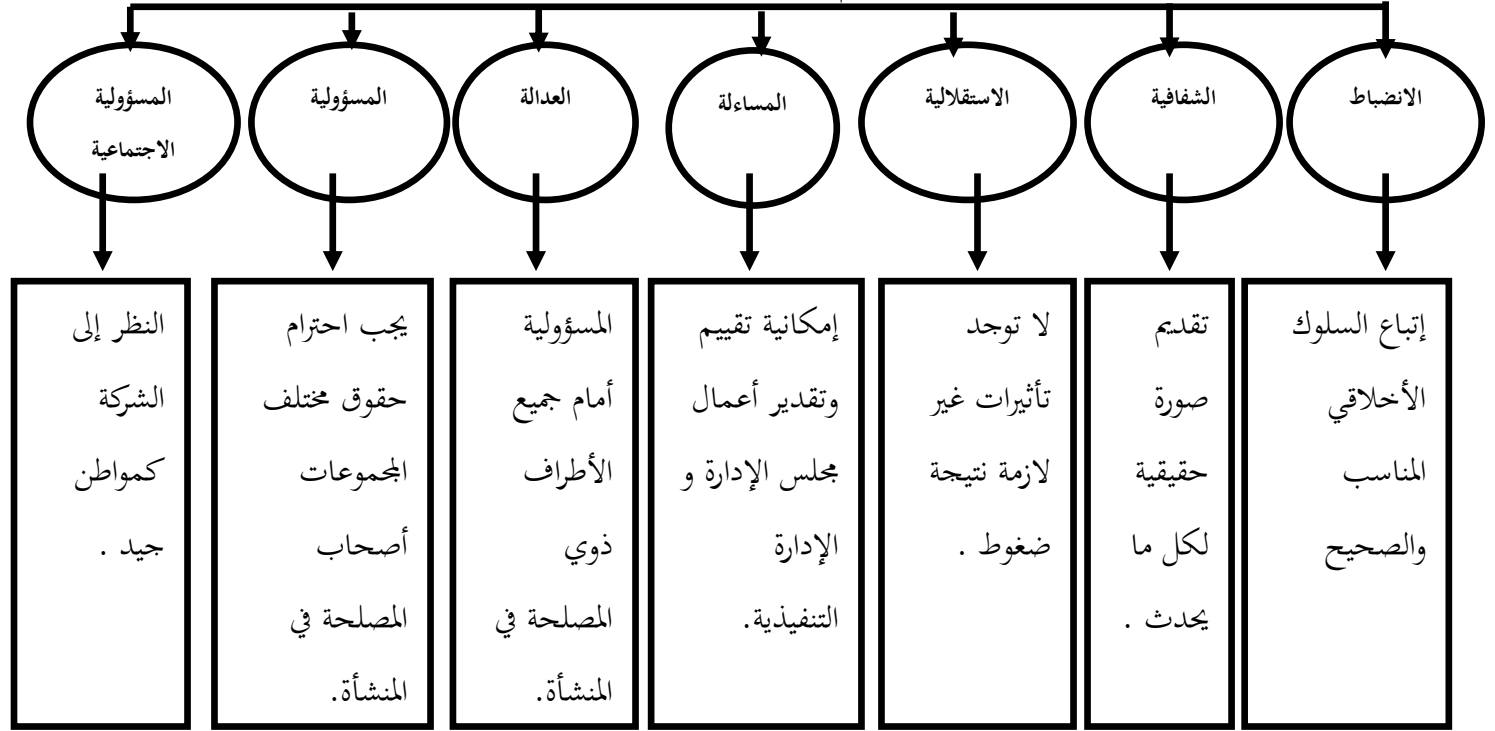 الانضباط
الشفافية
الاستقلالية
المساءلة
العدالة
المسؤولية
المسؤولية
الاجتماعية
إتباع السلوك
الأخلاقي
المناسب
والصحيح
تقديم
صورة
حقيقية
لكل ما
يحدث .
لا توجد
تأثيرات غير
لازمة نتيجة
ضغوط .
إمكانية تقييم
وتقدير أعمال
مجلس الإدارة و
الإدارة
التنفيذية.
المسؤولية
أمام جميع
الأطراف
ذوي
المصلحة في
المنشأة.
يجب احترام
حقوق مختلف
المجموعات
أصحاب
المصلحة في
المنشأة.
النظر إلى
الشركة
كمواطن
جيد .